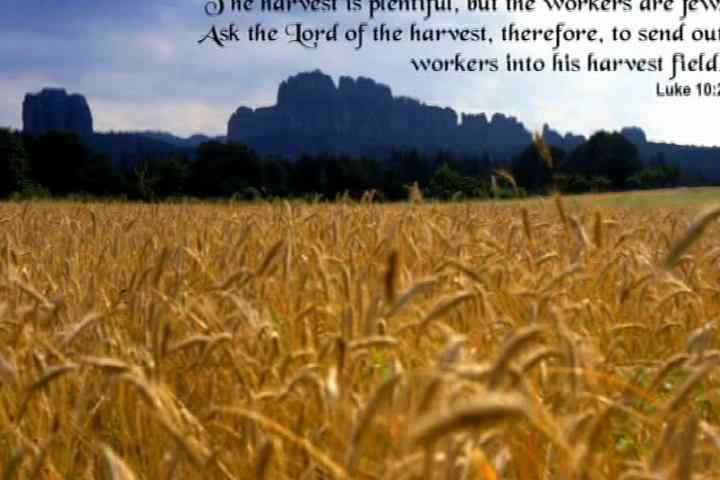 The harvest is plentiful, but the workers are few.
Ask the Lord of the harvest, therefore, to send out
workers into his harvest field.
Luke 10:2